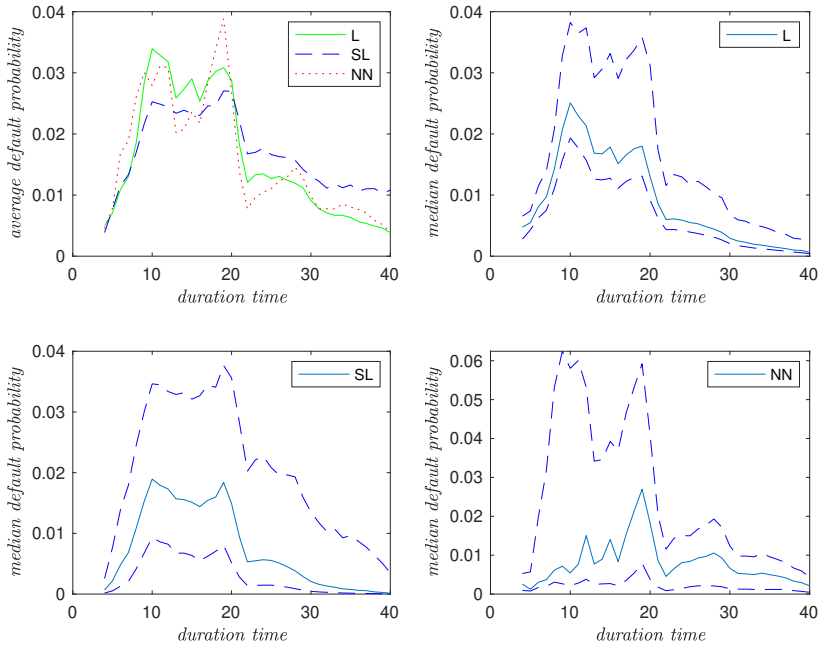 average default probability
0.04
0.03
0.02
0.01
0
0 10 20 30 40
duration time
L
SL
NN
median default probability
0.04
0.03
0.02
0.01
0
0 10 20 30 40
duration time
L
median default probability
0.04
0.03
0.02
0.01
0
0 10 20 30 40
duration time
SL
median default probability
0.06
0.05
0.04
0.03
0.02
0.01
0
0 10 20 30 40
duration time
NN